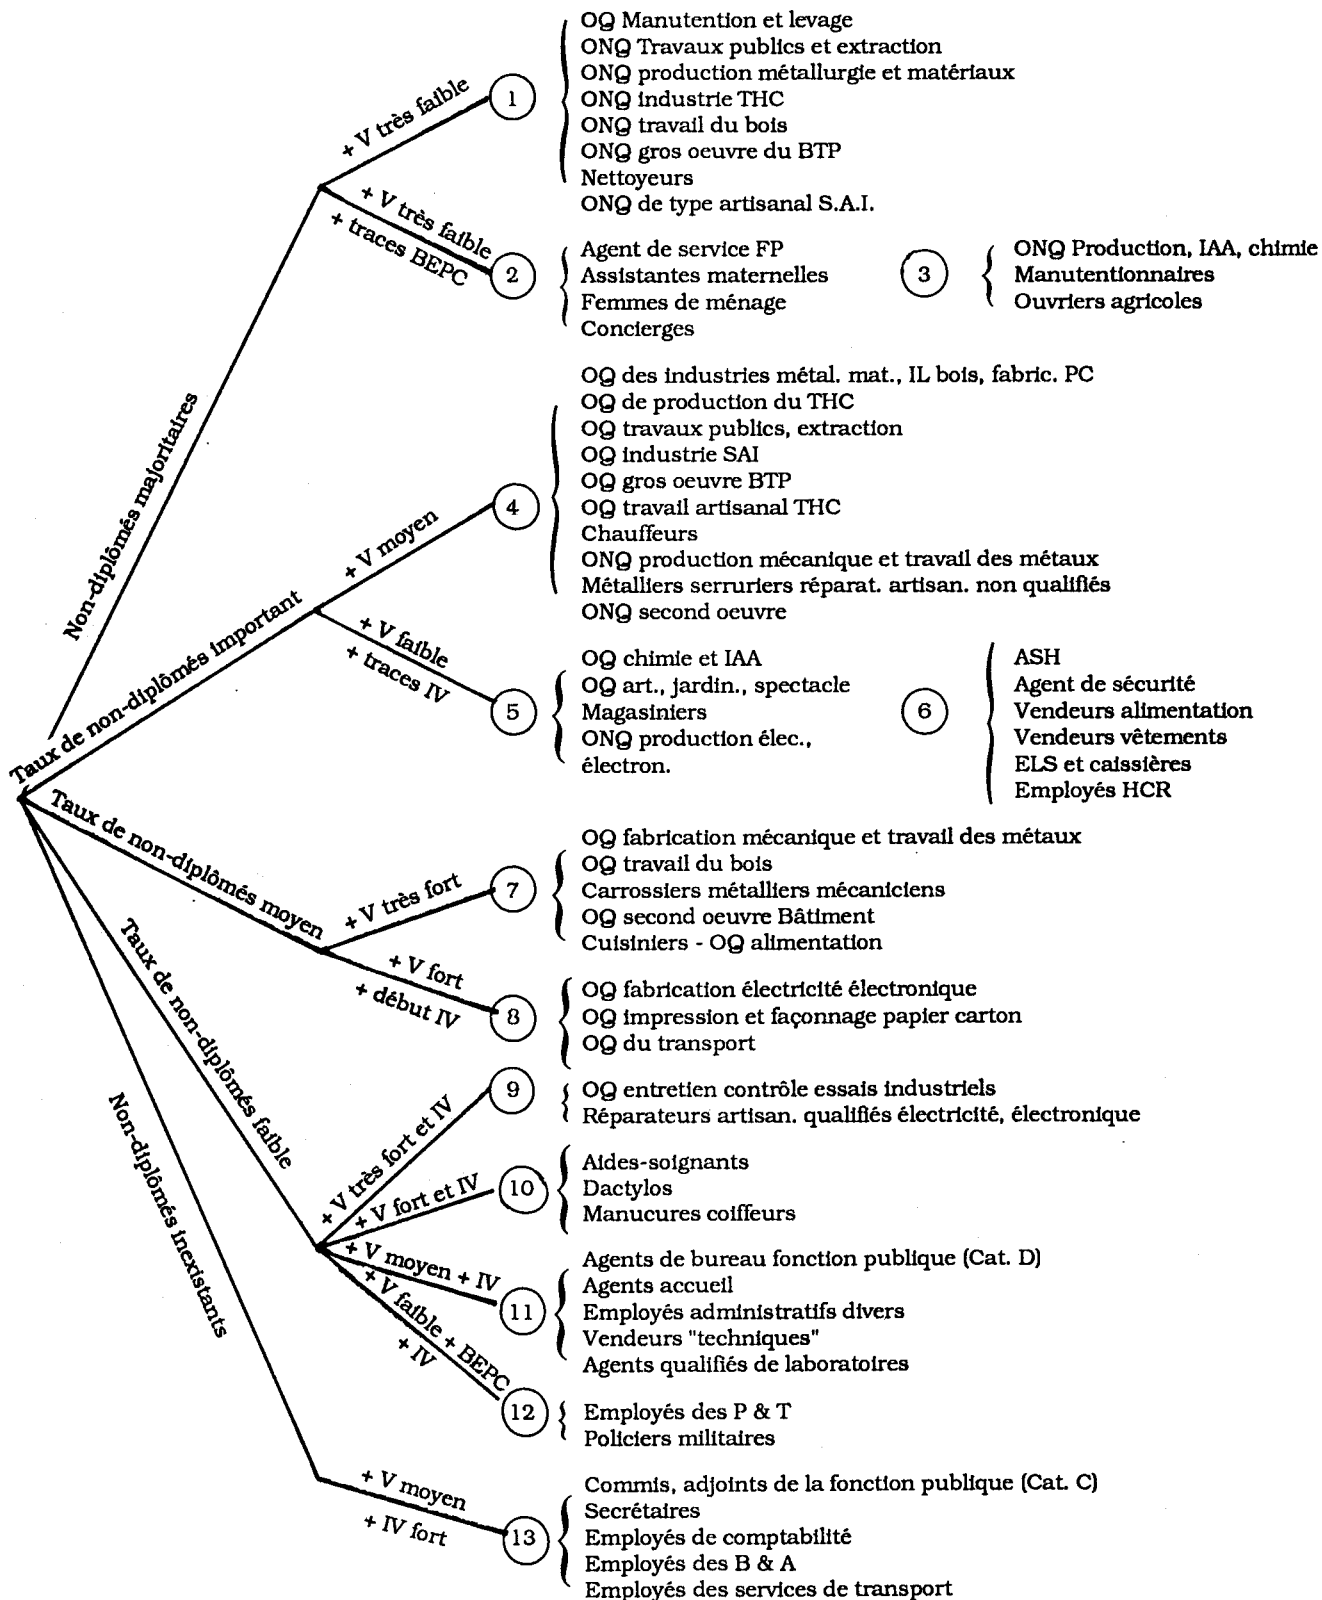 Non-diplômés majoritaires
+ V très faible
1
OQ Manutention et levage
ONQ Travaux publics et extraction
ONQ production métallurgie et matériaux
ONQ industrie THC
ONQ travail du bois
ONQ gros oeuvre du BTP
Nettoyeurs
ONQ de type artisanal S.A.I.
+ V très faible
+ traces BEPC
2
Agent de service FP
Assistantes maternelles
Femmes de ménage
Concierges
3
ONQ Production, IAA, chimie
Manutentionnaires
Ouvriers agricoles
Taux de non-diplômés important
+ V moyen
4
OQ des industries métal. mat., IL bois, fabric. PC
OQ de production du THC
OQ travaux publics, extraction
OQ industrie SAI
OQ gros oeuvre BTP
OQ travail artisanal THC
Chauffeurs
ONQ production mécanique et travail des métaux
Métalliers serruriers réparat. artisan. non qualifiés
ONQ second oeuvre
+ V faible
+ traces IV
5
OQ chimie et IAA
OQ art., jardin., spectacle
Magasiniers
ONQ production élec.,
électron.
6
ASH
Agent de sécurité
Vendeurs alimentation
Vendeurs vêtements
ELS et caissières
Employés HCR
Taux de non-diplômés moyen
+ V très fort
7
OQ fabrication mécanique et travail des métaux
OQ travail du bois
Carrossiers métalliers mécaniciens
OQ second oeuvre Bâtiment
Cuisiniers - OQ alimentation
+ V fort
+ début IV
8
OQ fabrication électricité électronique
OQ impression et façonnage papier carton
OQ du transport
Taux de non-diplômés faible
+ V très fort et IV
9
OQ entretien contrôle essais industriels
Réparateurs artisan. qualifiés électricité, électronique
+ V fort et IV
10
Aides-soignants
Dactylos
Manucures coiffeurs
+ V moyen + IV
11
Agents de bureau fonction publique (Cat. D)
Agents accueil
Employés administratifs divers
Vendeurs "techniques"
Agents qualifiés de laboratoires
+ V faible + BEPC
+ IV
12
Employés des P & T
Policiers militaires
Non-diplômés inexistants
+ V moyen
+ IV fort
13
Commis, adjoints de la fonction publique (Cat. C)
Secrétaires
Employés de comptabilité
Employés des B & A
Employés des services de transport